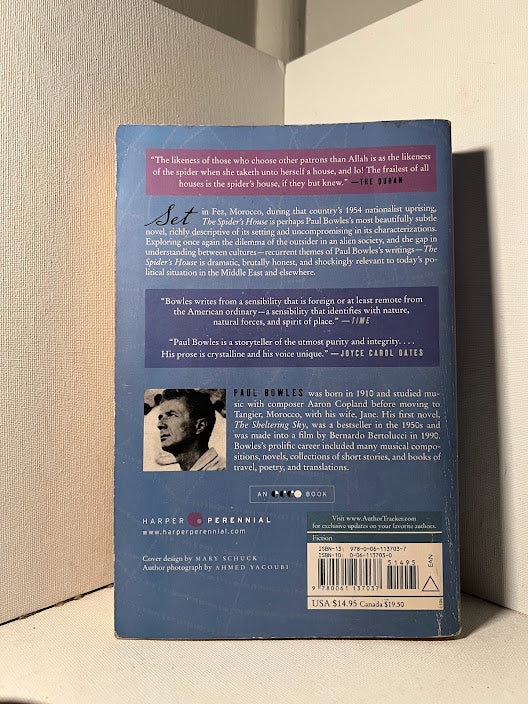 “The likeness of those who choose other patrons than Allah is as the likeness
of the spider when she taketh unto herself a house, and lo! The frailest of all
houses is the spider's house, if they but knew.” —THE QURAN
Set in Fez, Morocco, during that country's 1954 nationalist uprising,
The Spider's House is perhaps Paul Bowles's most beautifully subtle
novel, richly descriptive of its setting and uncompromising in its characterizations.
Exploring once again the dilemma of the outsider in an alien society, and the gap in
understanding between cultures—recurrent themes of Paul Bowles's writings—The
Spider's House is dramatic, brutally honest, and shockingly relevant to today's po-
litical situation in the Middle East and elsewhere.
“Bowles writes from a sensibility that is foreign or at least remote from
the American ordinary—a sensibility that identifies with nature,
natural forces, and spirit of place.” —TIME
“Paul Bowles is a storyteller of the utmost purity and integrity. . . .
His prose is crystalline and his voice unique.” —JOYCE CAROL OATES
PAUL BOWLES was born in 1910 and studied mu-
sic with composer Aaron Copland before moving to
Tangier, Morocco, with his wife, Jane. His first novel,
The Sheltering Sky, was a bestseller in the 1950s and
was made into a film by Bernardo Bertolucci in 1990.
Bowles's prolific career included many musical compo-
sitions, novels, collections of short stories, and books of
travel, poetry, and translations.
AN ecco BOOK
HARPER PERENNIAL
www.harperperennial.com
Cover design by MARY SCHUCK
Author photograph by AHMED YACOUBI
Visit www.AuthorTracker.com
for exclusive updates on your favorite authors.
Fiction
ISBN-13: 978-0-06-113703-7
ISBN-10: 0-06-113703-0
51495
9 780061 137037
EAN
USA $14.95 Canada $19.50